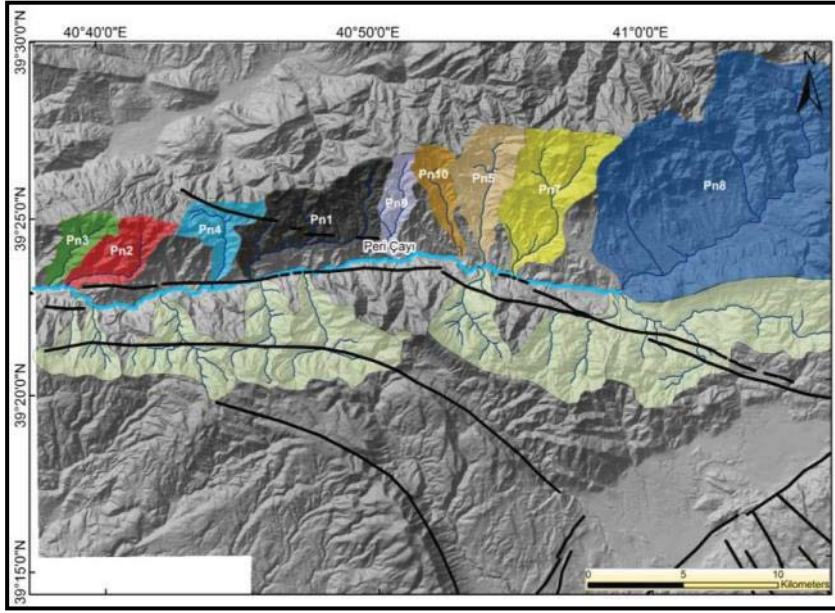 40°40'0"E
40°50'0"E
41°0'0"E
39°30'0"N
N
Pn8
Pn10
Pn5
Pn7
Pn9
Pn1
Pn4
39°25'0"N
Pn3
Pn2
Peri Çayı
39°20'0"N
39°15'0"N
0 5 10
Kilometers